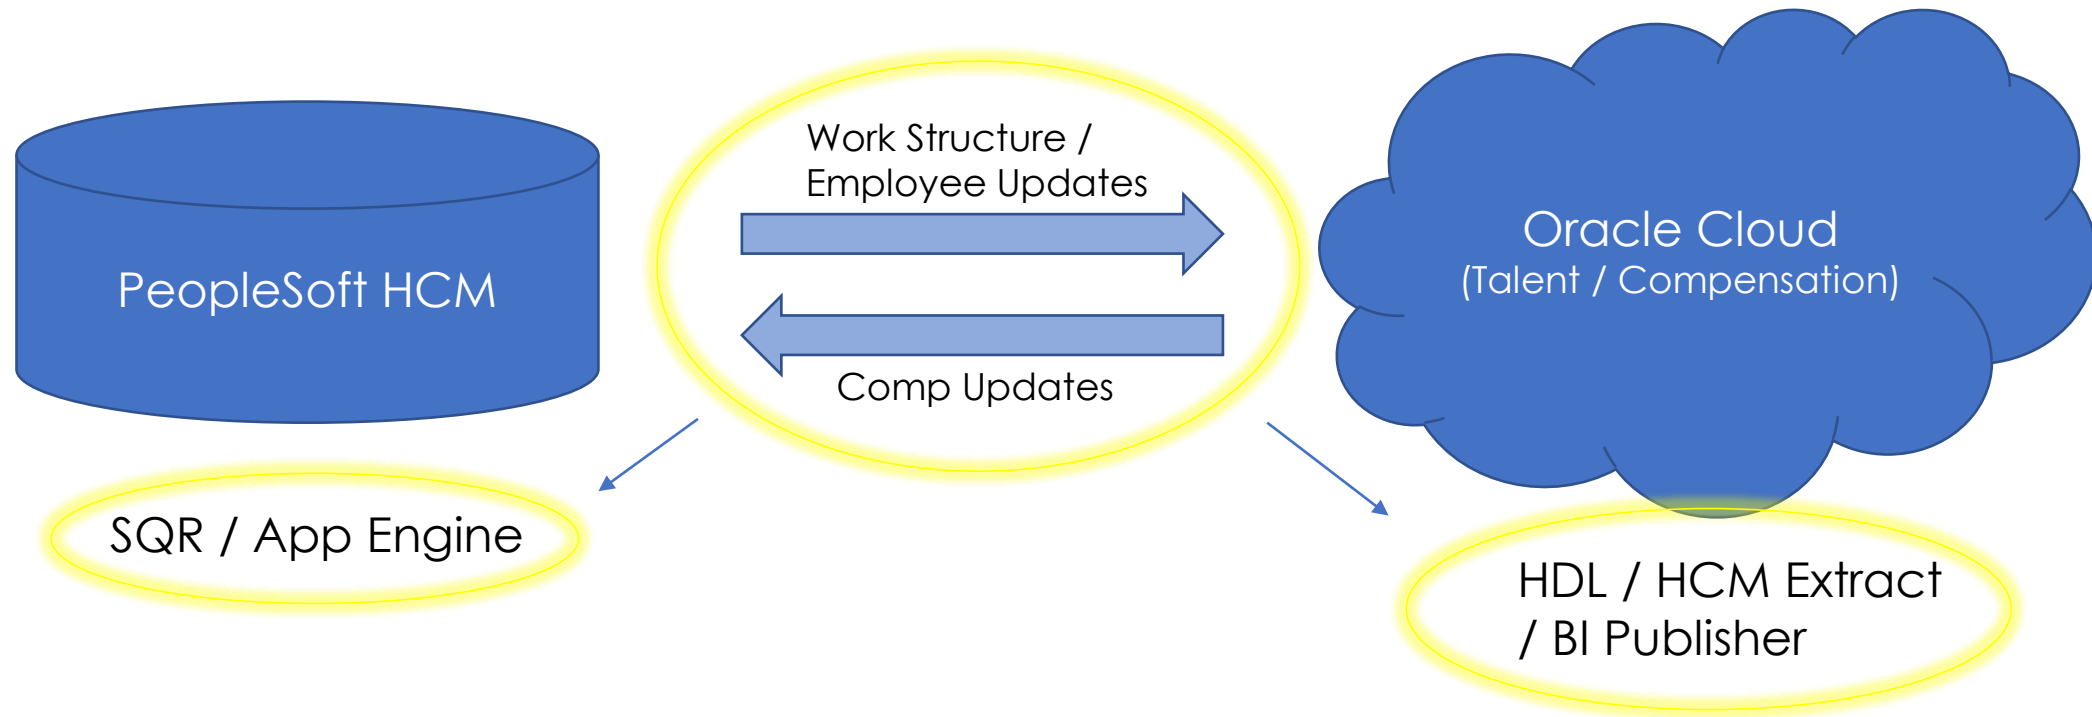 PeopleSoft HCM
Work Structure /
Employee Updates
Comp Updates
Oracle Cloud
(Talent / Compensation)
SQR / App Engine
HDL / HCM Extract
/ BI Publisher